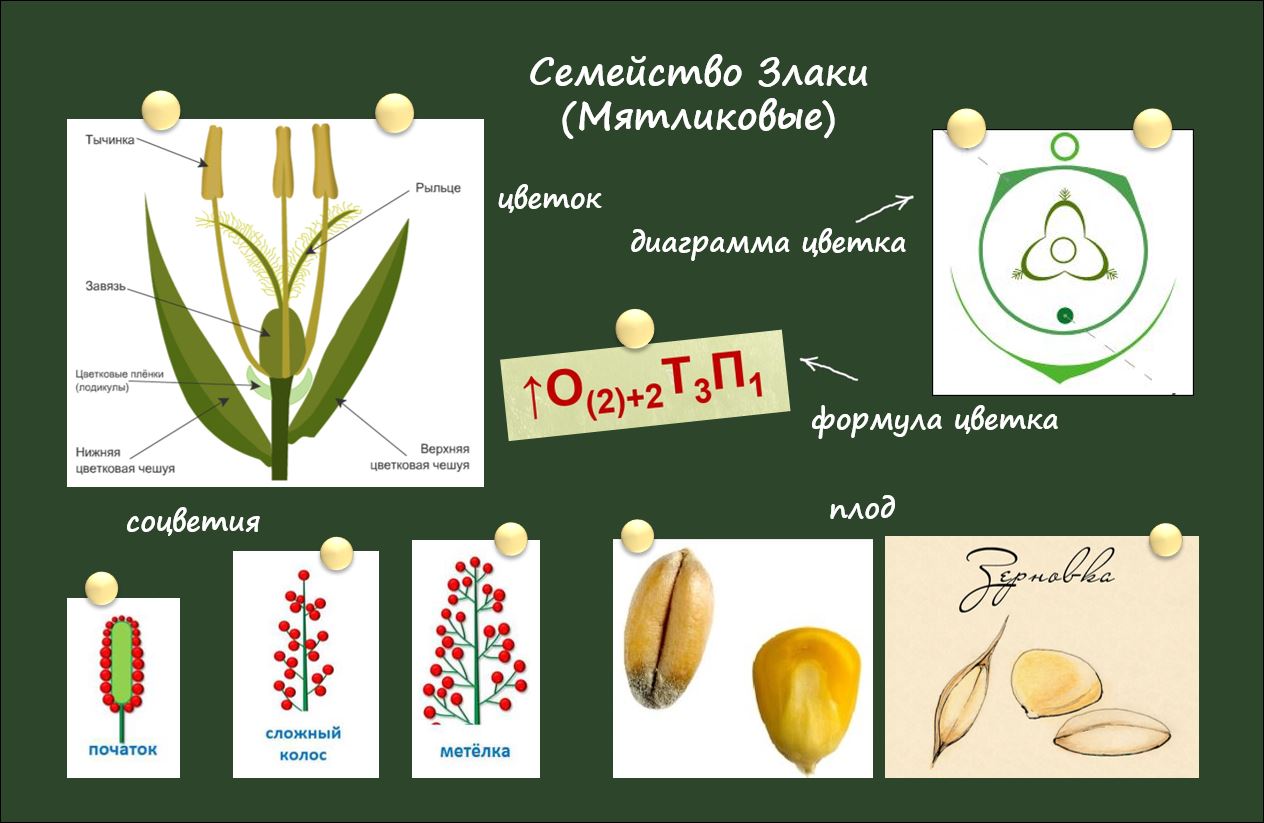 Семейство Злаки
(Мятликовые)
Тычинка
Рыльце
Завязь
Цветковые плёнки
(лодикулы)
Нижняя
цветковая чешуя
Верхняя
цветковая чешуя
цветок
диаграмма цветка
↑О(2)+2Т3П1
формула цветка
соцветия
початок
сложный
колос
метёлка
плод
Зерновка